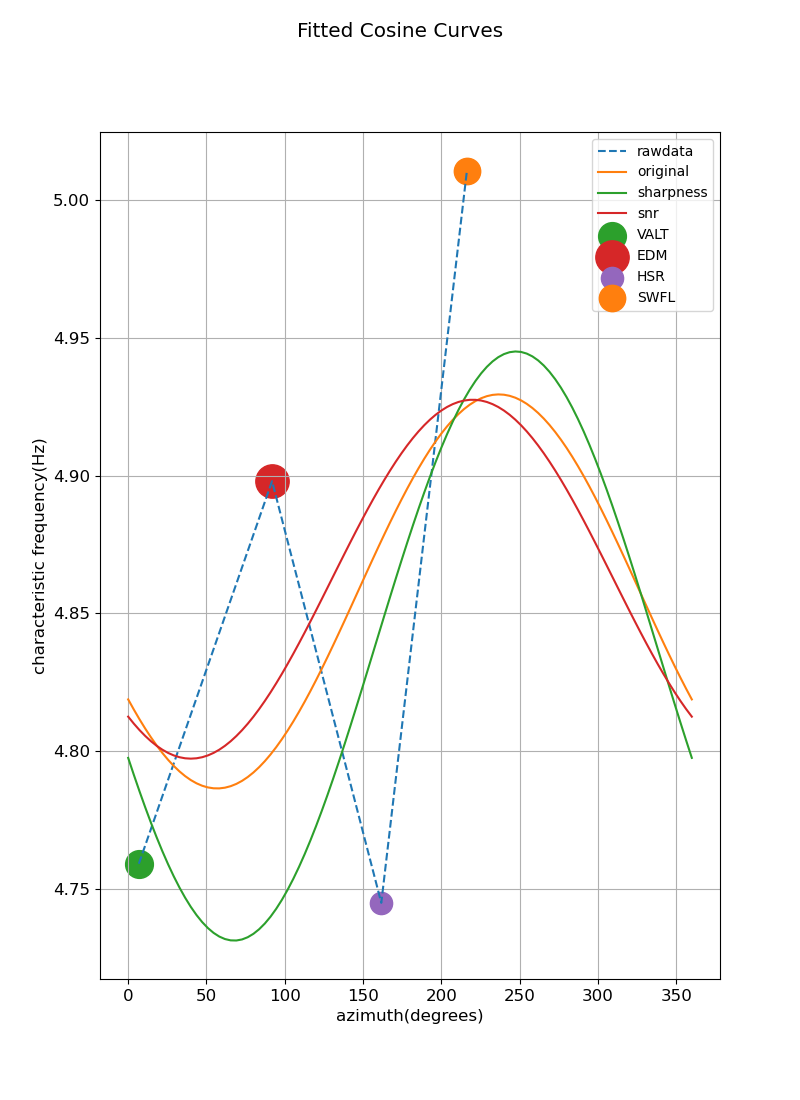 Fitted Cosine Curves
rawdata
original
sharpness
snr
VALT
EDM
HSR
SWFL
characteristic frequency(Hz)
5.00
4.95
4.90
4.85
4.80
4.75
0 50 100 150 200 250 300 350
azimuth(degrees)